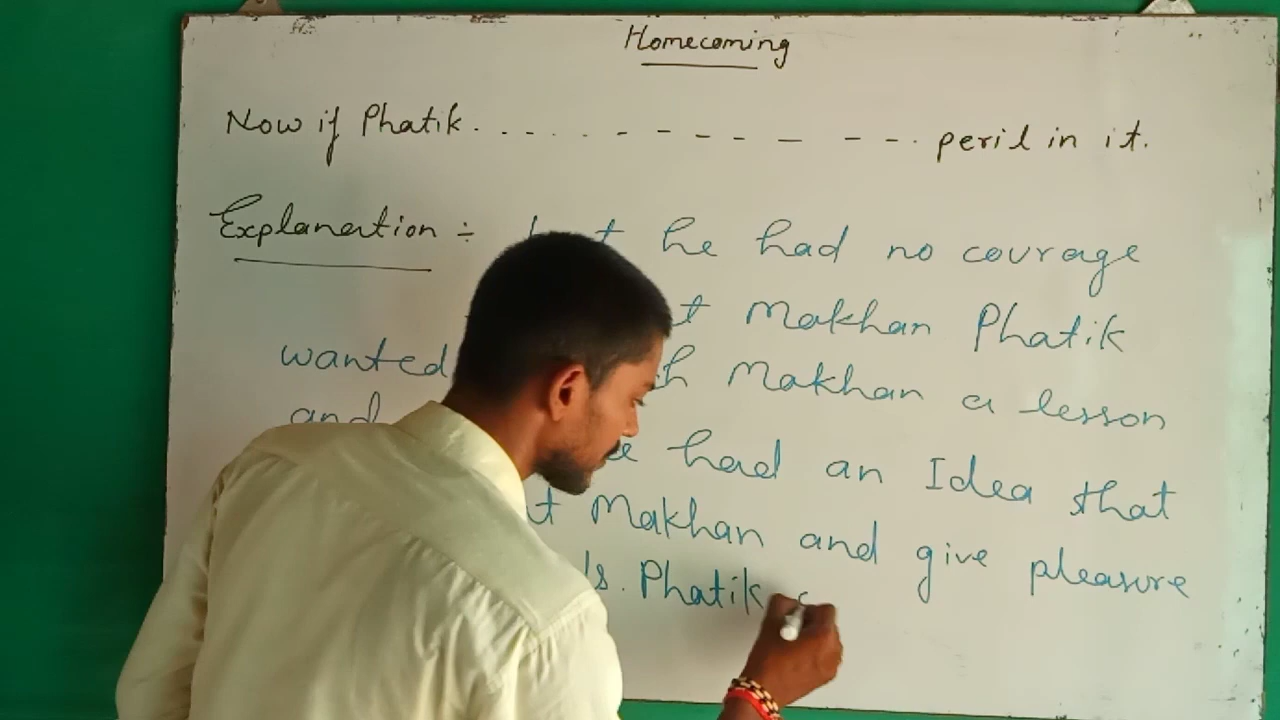 Homecoming
Now if Phatik. . . . . . - - - - - - - - . peril in it.
Explanation ÷ he had no courage
Makhan Phatik
wanted Makhan a lesson
and had an Idea that
Makhan and give pleasure
Phatik